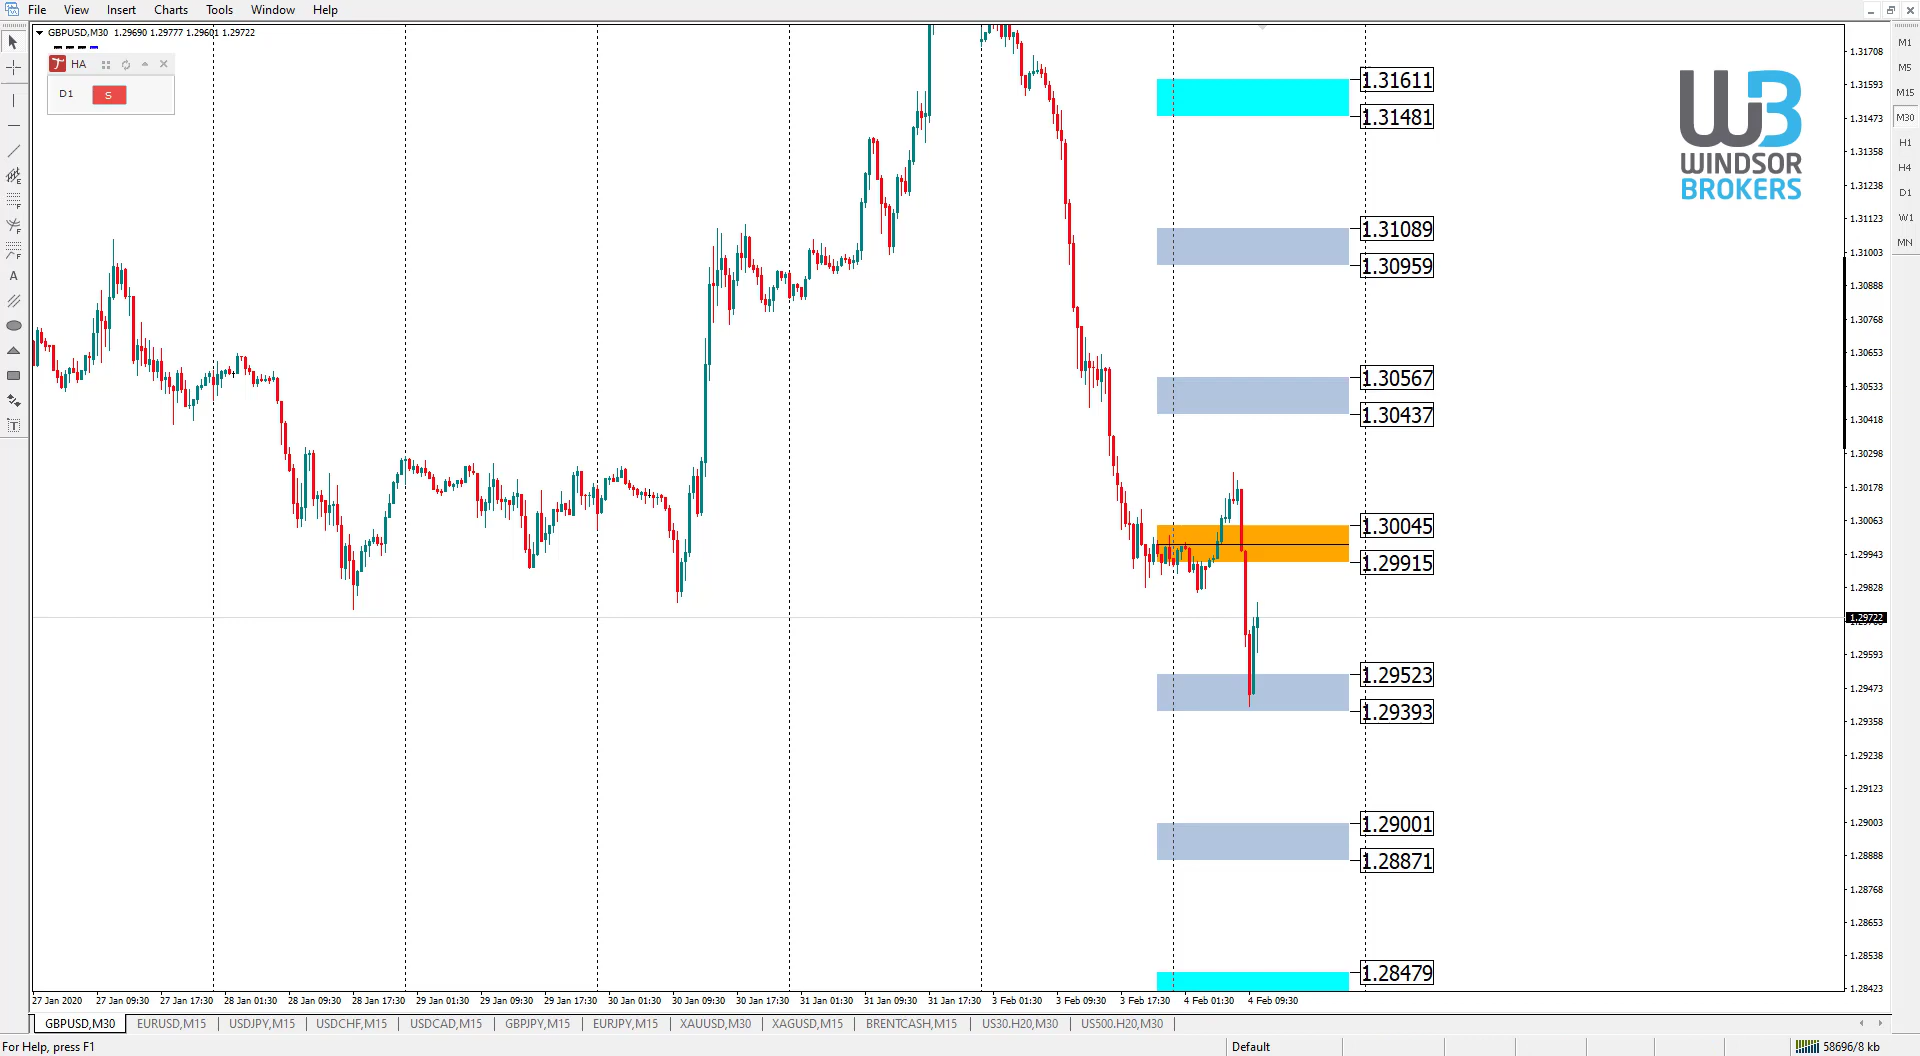 File View Insert Charts Tools Window Help
GBPUSD,M30 1.29690 1.29777 1.29601 1.29722
HA
D1 S
WINDSOR
BROKERS
1.31611
1.31481
1.31089
1.30959
1.30567
1.30437
1.30045
1.29915
1.29523
1.29393
1.29001
1.28871
1.28479
1.31708
1.31593
1.31473
1.31358
1.31238
1.31123
1.31003
1.30888
1.30768
1.30653
1.30533
1.30418
1.30298
1.30178
1.30063
1.29943
1.29828
1.29722
1.29593
1.29473
1.29358
1.29238
1.29123
1.29003
1.28888
1.28768
1.28653
1.28538
1.28423
M1
M5
M15
M30
H1
H4
D1
W1
MN
27 Jan 2020 27 Jan 09:30 27 Jan 17:30 28 Jan 01:30 28 Jan 09:30 28 Jan 17:30 29 Jan 01:30 29 Jan 09:30 29 Jan 17:30 30 Jan 01:30 30 Jan 09:30 30 Jan 17:30 31 Jan 01:30 31 Jan 09:30 31 Jan 17:30 3 Feb 01:30 3 Feb 09:30 3 Feb 17:30 4 Feb 01:30 4 Feb 09:30
GBPUSD,M30 EURUSD,M15 USDJPY,M15 USDCHF,M15 USDCAD,M15 GBPJPY,M15 EURJPY,M15 XAUUSD,M30 XAGUSD,M15 BRENTCASH,M15 US30.H20,M30 US500.H20,M30
For Help, press F1 Default 58696/8 kb